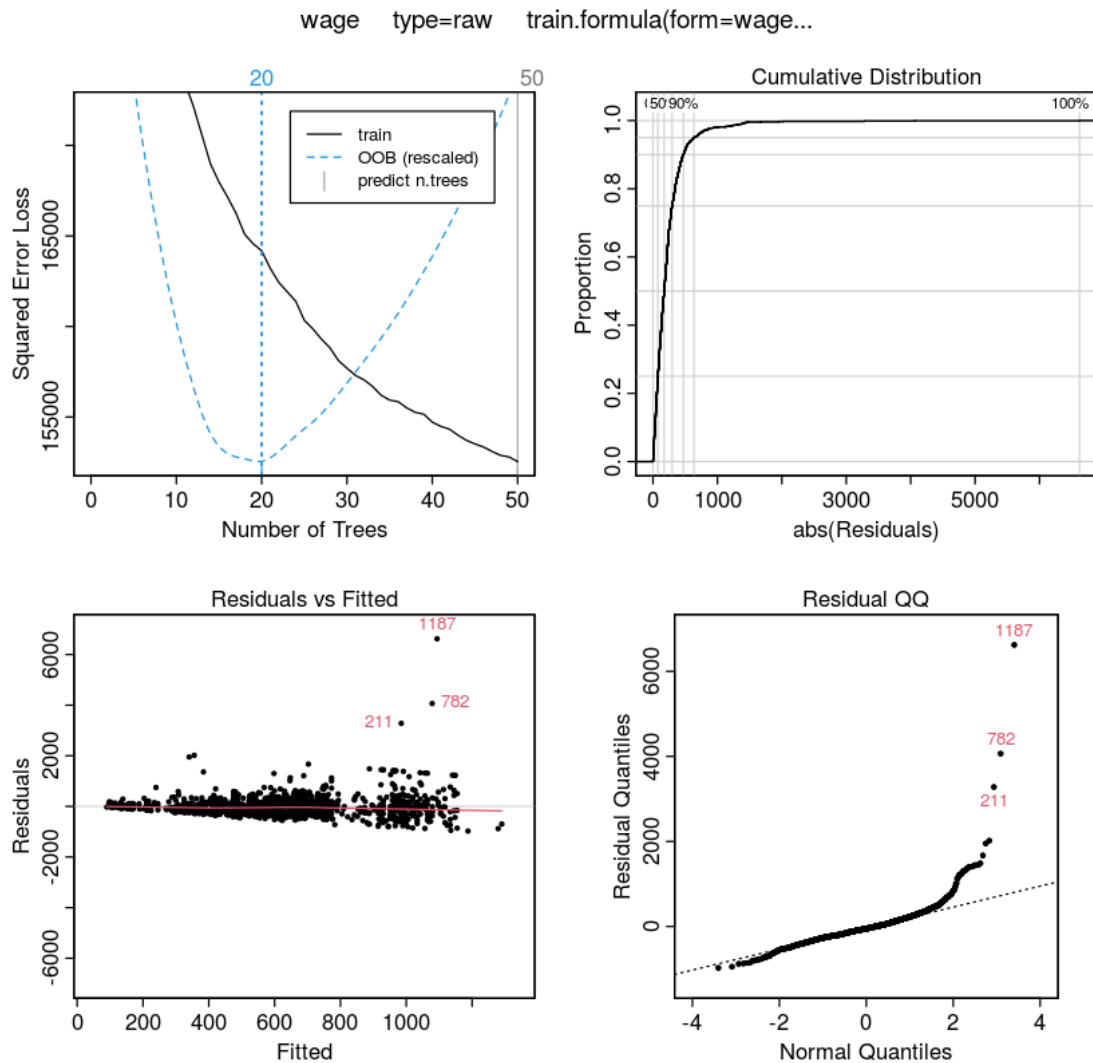 wage type=raw train.formula(form=wage...
20
50
Squared Error Loss
165000
155000
train
OOB (rescaled)
predict n.trees
0 10 20 30 40 50
Number of Trees
Cumulative Distribution
90% 100%
Proportion
1.0
0.8
0.6
0.4
0.2
0.0
0 1000 3000 5000
abs(Residuals)
Residuals vs Fitted
Residuals
6000
2000
-2000
-6000
1187
782
211
0 200 400 600 800 1000
Fitted
Residual QQ
Residual Quantiles
6000
4000
2000
0
1187
782
211
-4 -2 0 2 4
Normal Quantiles